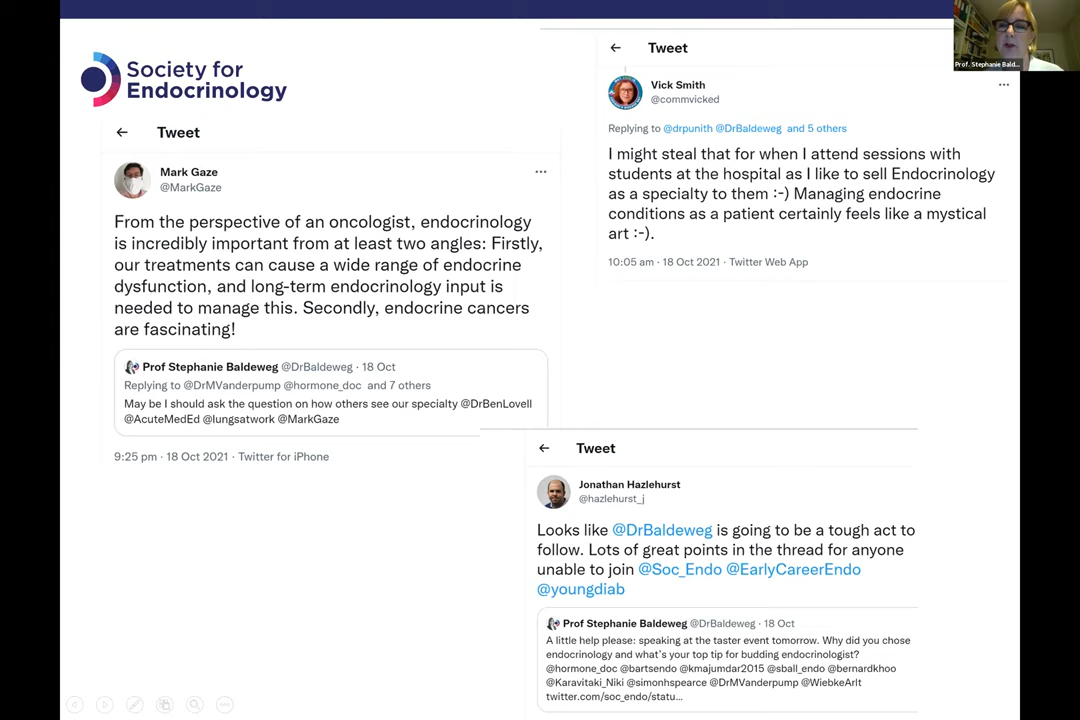 Society for
Endocrinology
Tweet
Mark Gaze
@MarkGaze
From the perspective of an oncologist, endocrinology
is incredibly important from at least two angles: Firstly,
our treatments can cause a wide range of endocrine
dysfunction, and long-term endocrinology input is
needed to manage this. Secondly, endocrine cancers
are fascinating!
Prof Stephanie Baldeweg @DrBaldeweg · 18 Oct
Replying to @DrMVanderpump @hormone_doc and 7 others
May be I should ask the question on how others see our specialty @DrBenLovell
@AcuteMedEd @lungsatwork @MarkGaze
9:25 pm · 18 Oct 2021 · Twitter for iPhone
Tweet
Vick Smith
@commvicked
Replying to @drpunith @DrBaldeweg and 5 others
I might steal that for when I attend sessions with
students at the hospital as I like to sell Endocrinology
as a specialty to them :-) Managing endocrine
conditions as a patient certainly feels like a mystical
art :-).
10:05 am · 18 Oct 2021 · Twitter Web App
Tweet
Jonathan Hazlehurst
@hazlehurst_j
Looks like @DrBaldeweg is going to be a tough act to
follow. Lots of great points in the thread for anyone
unable to join @Soc_Endo @EarlyCareerEndo
@youngdiab
Prof Stephanie Baldeweg @DrBaldeweg · 18 Oct
A little help please: speaking at the taster event tomorrow. Why did you chose
endocrinology and what's your top tip for budding endocrinologist?
@hormone_doc @bartsendo @kmajumdar2015 @sball_endo @bernardkhoo
@Karavitaki_Niki @simonhspearce @DrMVanderpump @WiebkeArlt
twitter.com/soc_endo/statu...
Prof. Stephanie Bald...